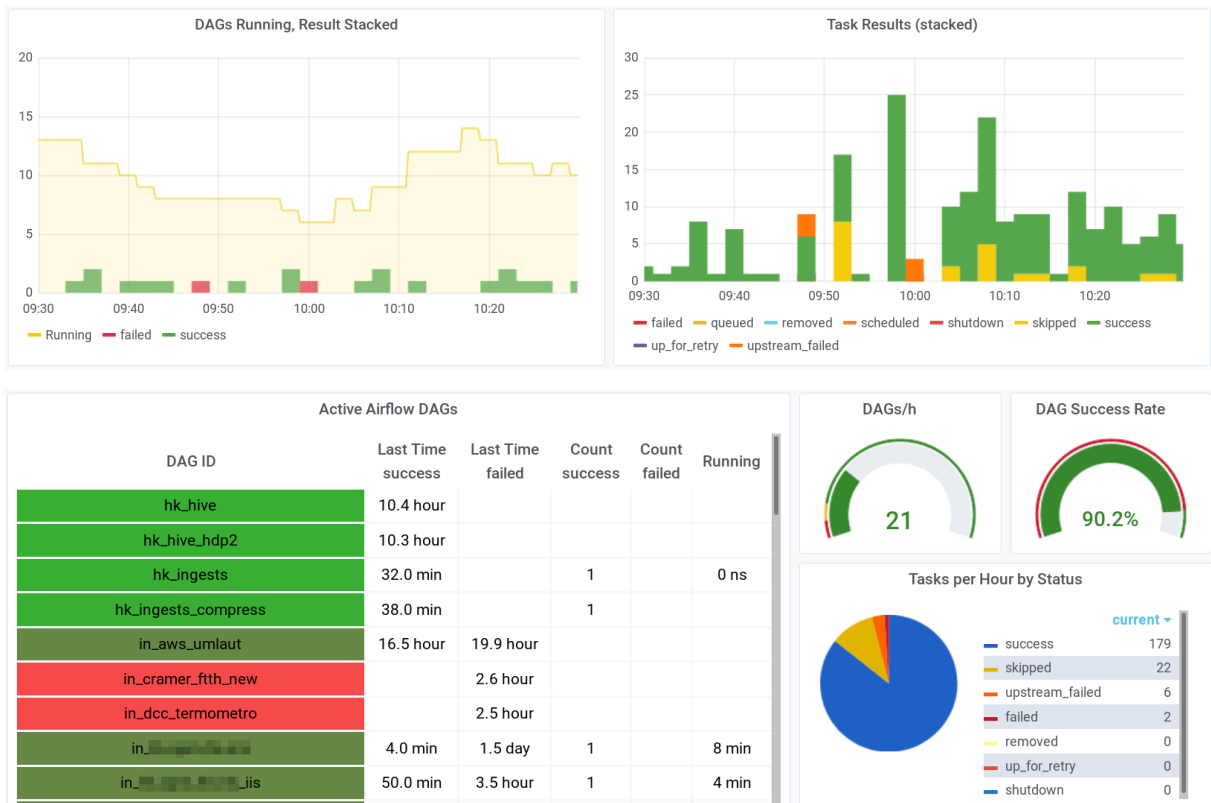 DAGs Running, Result Stacked
20
15
10
5
0
09:30 09:40 09:50 10:00 10:10 10:20
Running failed success
Task Results (stacked)
30
25
20
15
10
5
0
09:30 09:40 09:50 10:00 10:10 10:20
failed queued removed scheduled shutdown skipped success
up_for_retry upstream_failed
Active Airflow DAGs
DAG ID Last Time success Last Time failed Count success Count failed Running
hk_hive 10.4 hour
hk_hive_hdp2 10.3 hour
hk_ingests 32.0 min 1 0 ns
hk_ingests_compress 38.0 min 1
in_aws_umlaut 16.5 hour 19.9 hour
in_cramer_ftth_new 2.6 hour
in_dcc_termometro 2.5 hour
in_ 4.0 min 1.5 day 1 8 min
in_ _iis 50.0 min 3.5 hour 1 4 min
DAGs/h
21
DAG Success Rate
90.2%
Tasks per Hour by Status
current
success 179
skipped 22
upstream_failed 6
failed 2
removed 0
up_for_retry 0
shutdown 0